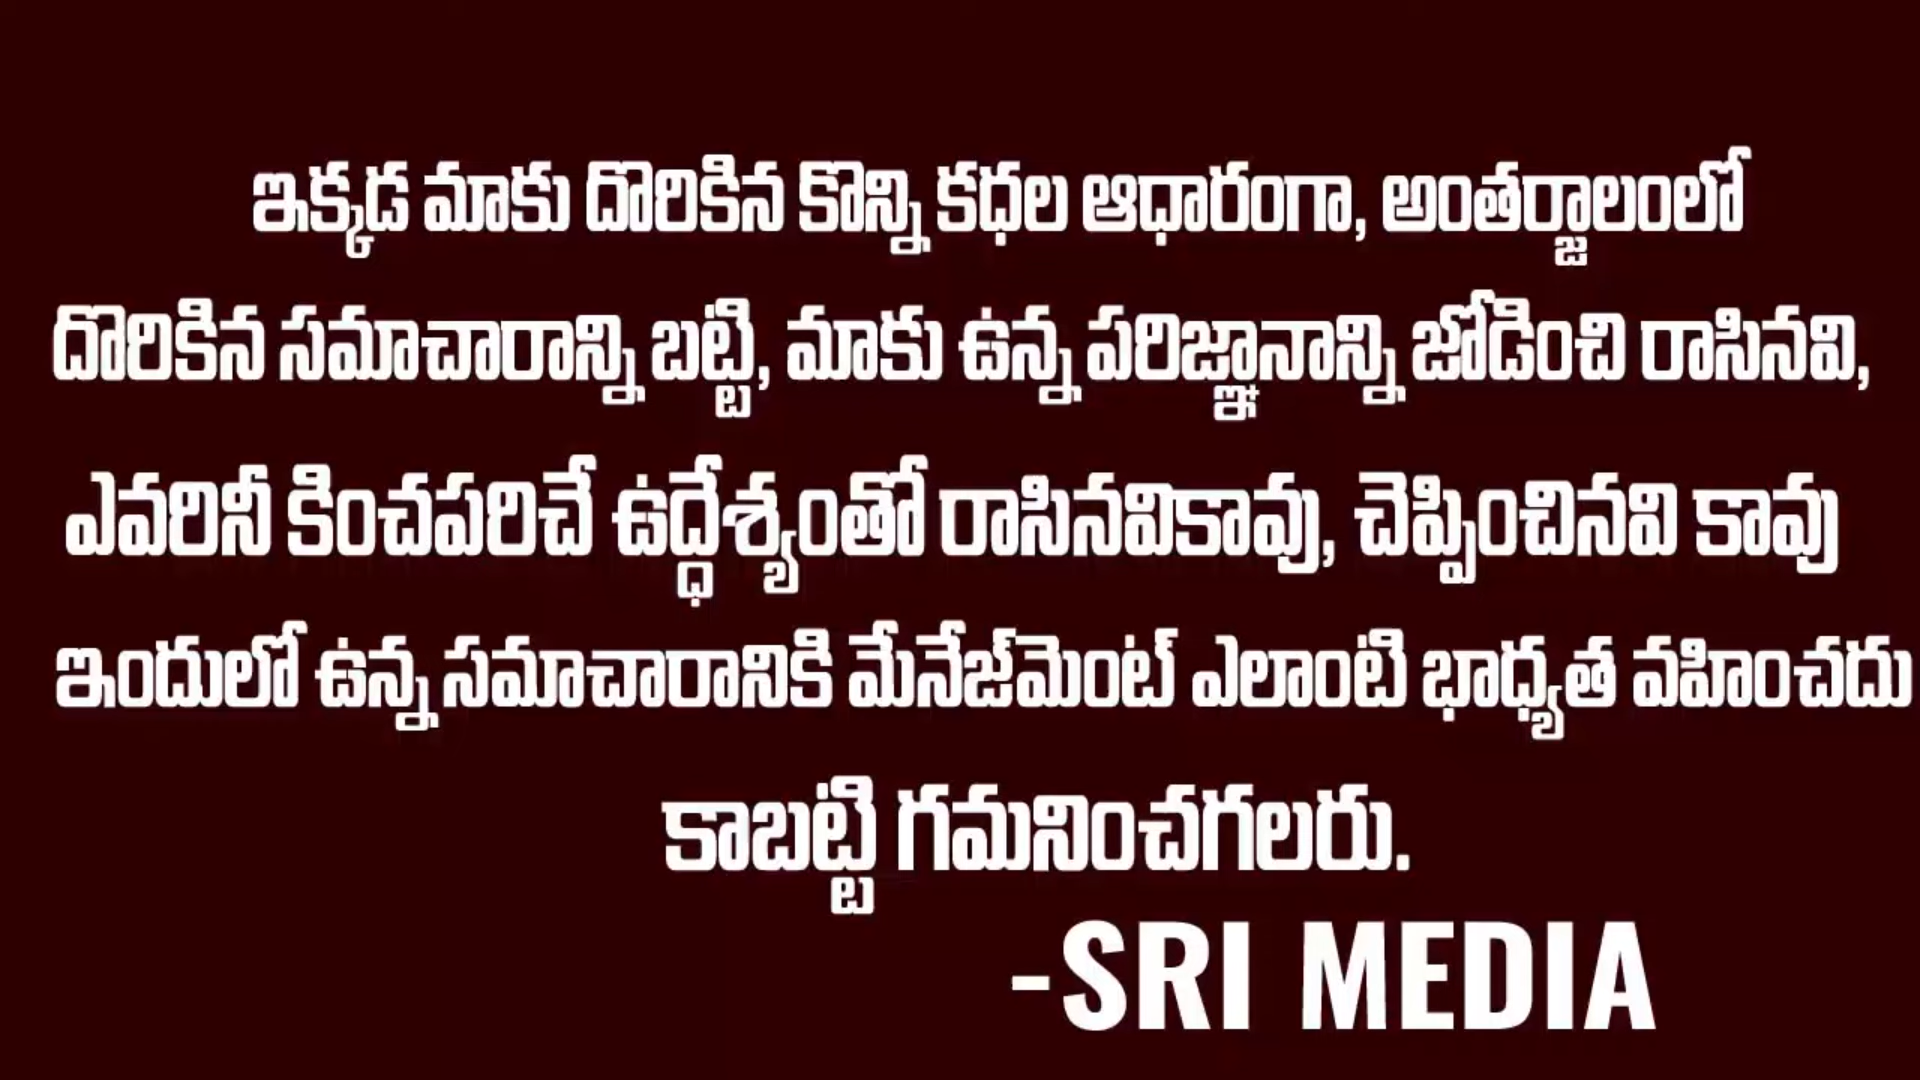 ఇక్కడ మాకు దొరికిన కొన్ని కధల ఆధారంగా, అంతర్జాలంలో
దొరికిన సమాచారాన్ని బట్టి, మాకు ఉన్న పరిజ్ఞానాన్ని జోడించి రాసినవి,
ఎవరినీ కించపరిచే ఉద్ధేశ్యంతో రాసినవికావు, చెప్పించినవి కావు
ఇందులో ఉన్న సమాచారానికి మేనేజ్‌మెంట్ ఎలాంటి భాధ్యత వహించదు
కాబట్టి గమనించగలరు.
-SRI MEDIA